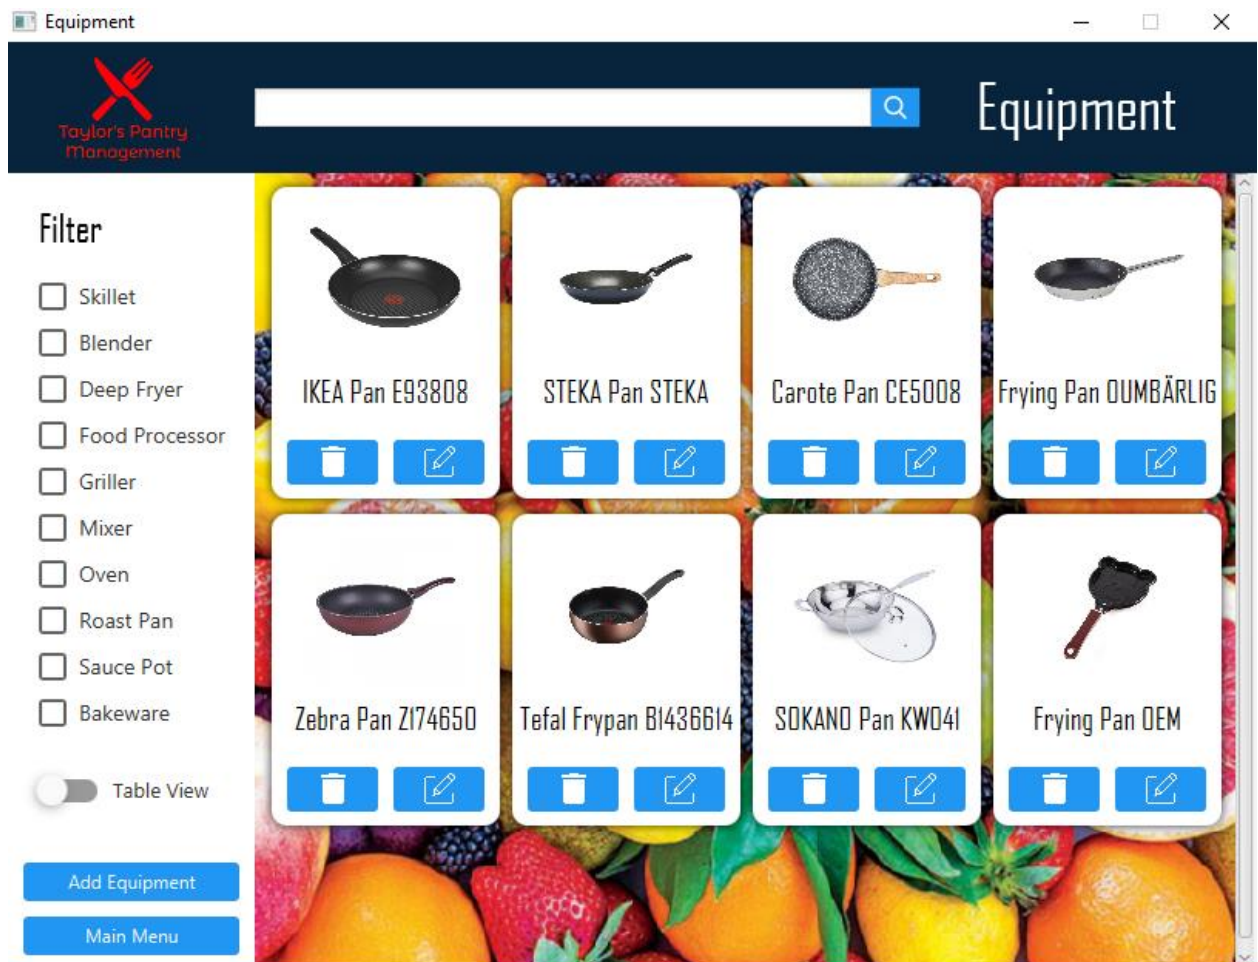 Equipment
Taylor's Pantry
Management
Equipment
Filter
Skillet
Blender
Deep Fryer
Food Processor
Griller
Mixer
Oven
Roast Pan
Sauce Pot
Bakeware
Table View
Add Equipment
Main Menu
IKEA Pan E93808
STEKA Pan STEKA
Carote Pan CE5008
Frying Pan OUMBÄRLIG
Zebra Pan Z174650
Tefal Frypan B1436614
SOKANO Pan KW041
Frying Pan OEM